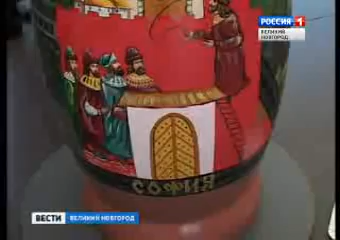 РОССИЯ 1
ВЕЛИКИЙ
НОВГОРОД
СОФИЯ
ВЕСТИ
ВЕЛИКИЙ НОВГОРОД